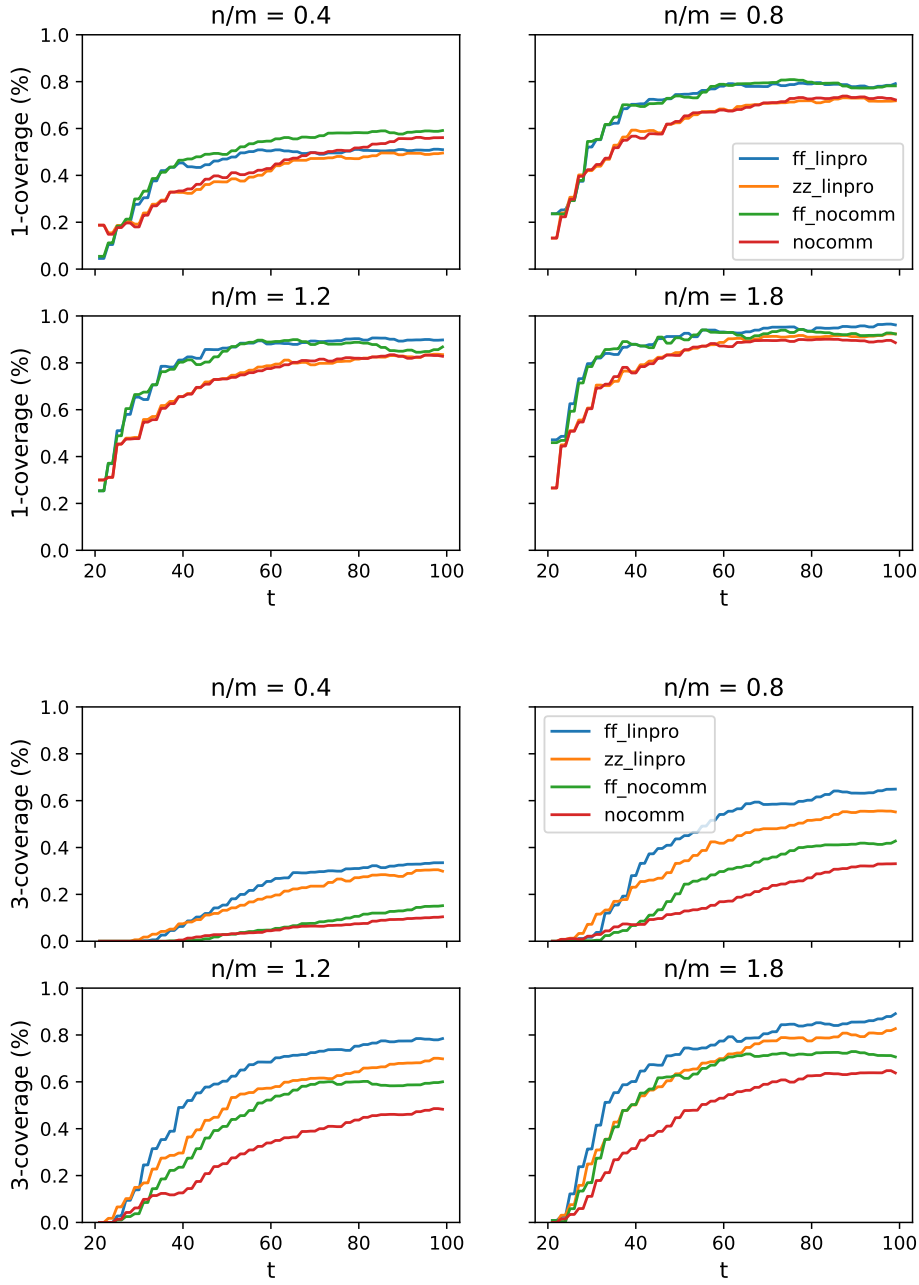 n/m = 0.4
n/m = 0.8
1-coverage (%)
1.0
0.8
0.6
0.4
0.2
0.0
ff_linpro
zz_linpro
ff_nocomm
nocomm
n/m = 1.2
n/m = 1.8
1-coverage (%)
1.0
0.8
0.6
0.4
0.2
0.0
20 40 60 80 100
20 40 60 80 100
t
t
n/m = 0.4
n/m = 0.8
3-coverage (%)
1.0
0.8
0.6
0.4
0.2
0.0
ff_linpro
zz_linpro
ff_nocomm
nocomm
n/m = 1.2
n/m = 1.8
3-coverage (%)
1.0
0.8
0.6
0.4
0.2
0.0
20 40 60 80 100
20 40 60 80 100
t
t